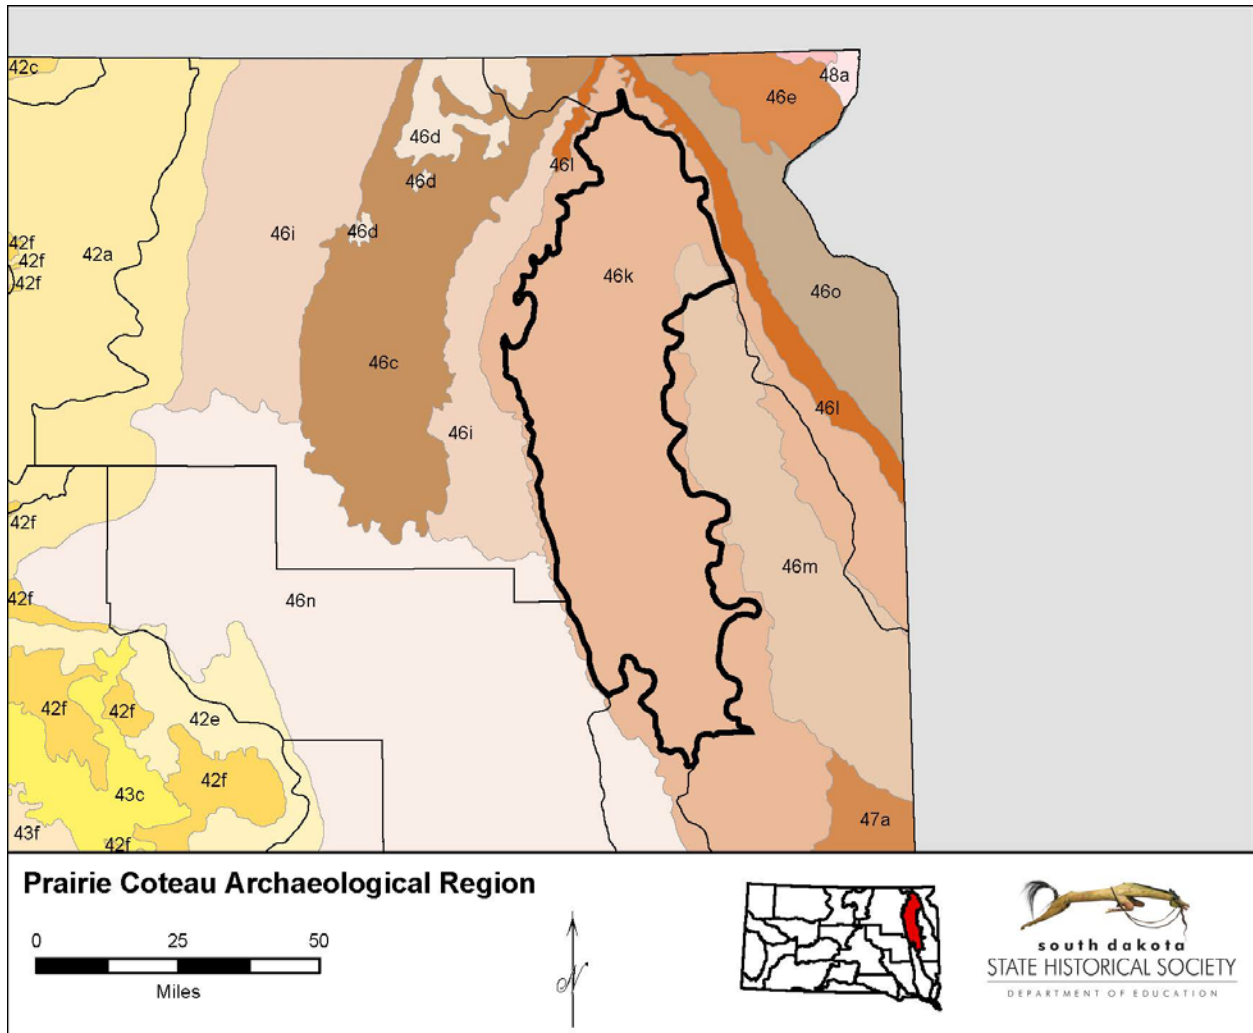 42c
48a
46e
46d
46l
46d
46i
46d
42f
42f
42a
42f
46k
46o
46c
46l
46i
42f
46m
42f
46n
42f
42f
42e
42f
43c
47a
43f
42f
Prairie Coteau Archaeological Region
0 25 50
Miles
N
south dakota
STATE HISTORICAL SOCIETY
DEPARTMENT OF EDUCATION